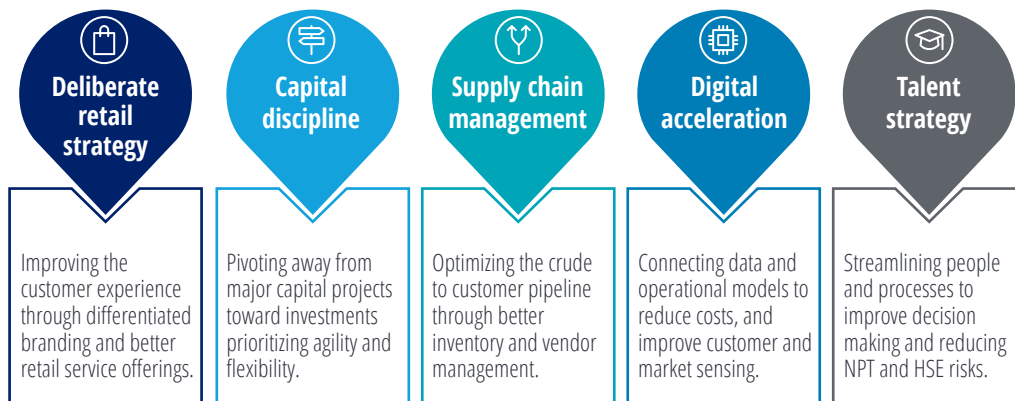 Deliberate
retail
strategy
Improving the
customer experience
through differentiated
branding and better
retail service offerings.
Capital
discipline
Pivoting away from
major capital projects
toward investments
prioritizing agility and
flexibility.
Supply chain
management
Optimizing the crude
to customer pipeline
through better
inventory and vendor
management.
Digital
acceleration
Connecting data and
operational models to
reduce costs, and
improve customer and
market sensing.
Talent
strategy
Streamlining people
and processes to
improve decision
making and reducing
NPT and HSE risks.